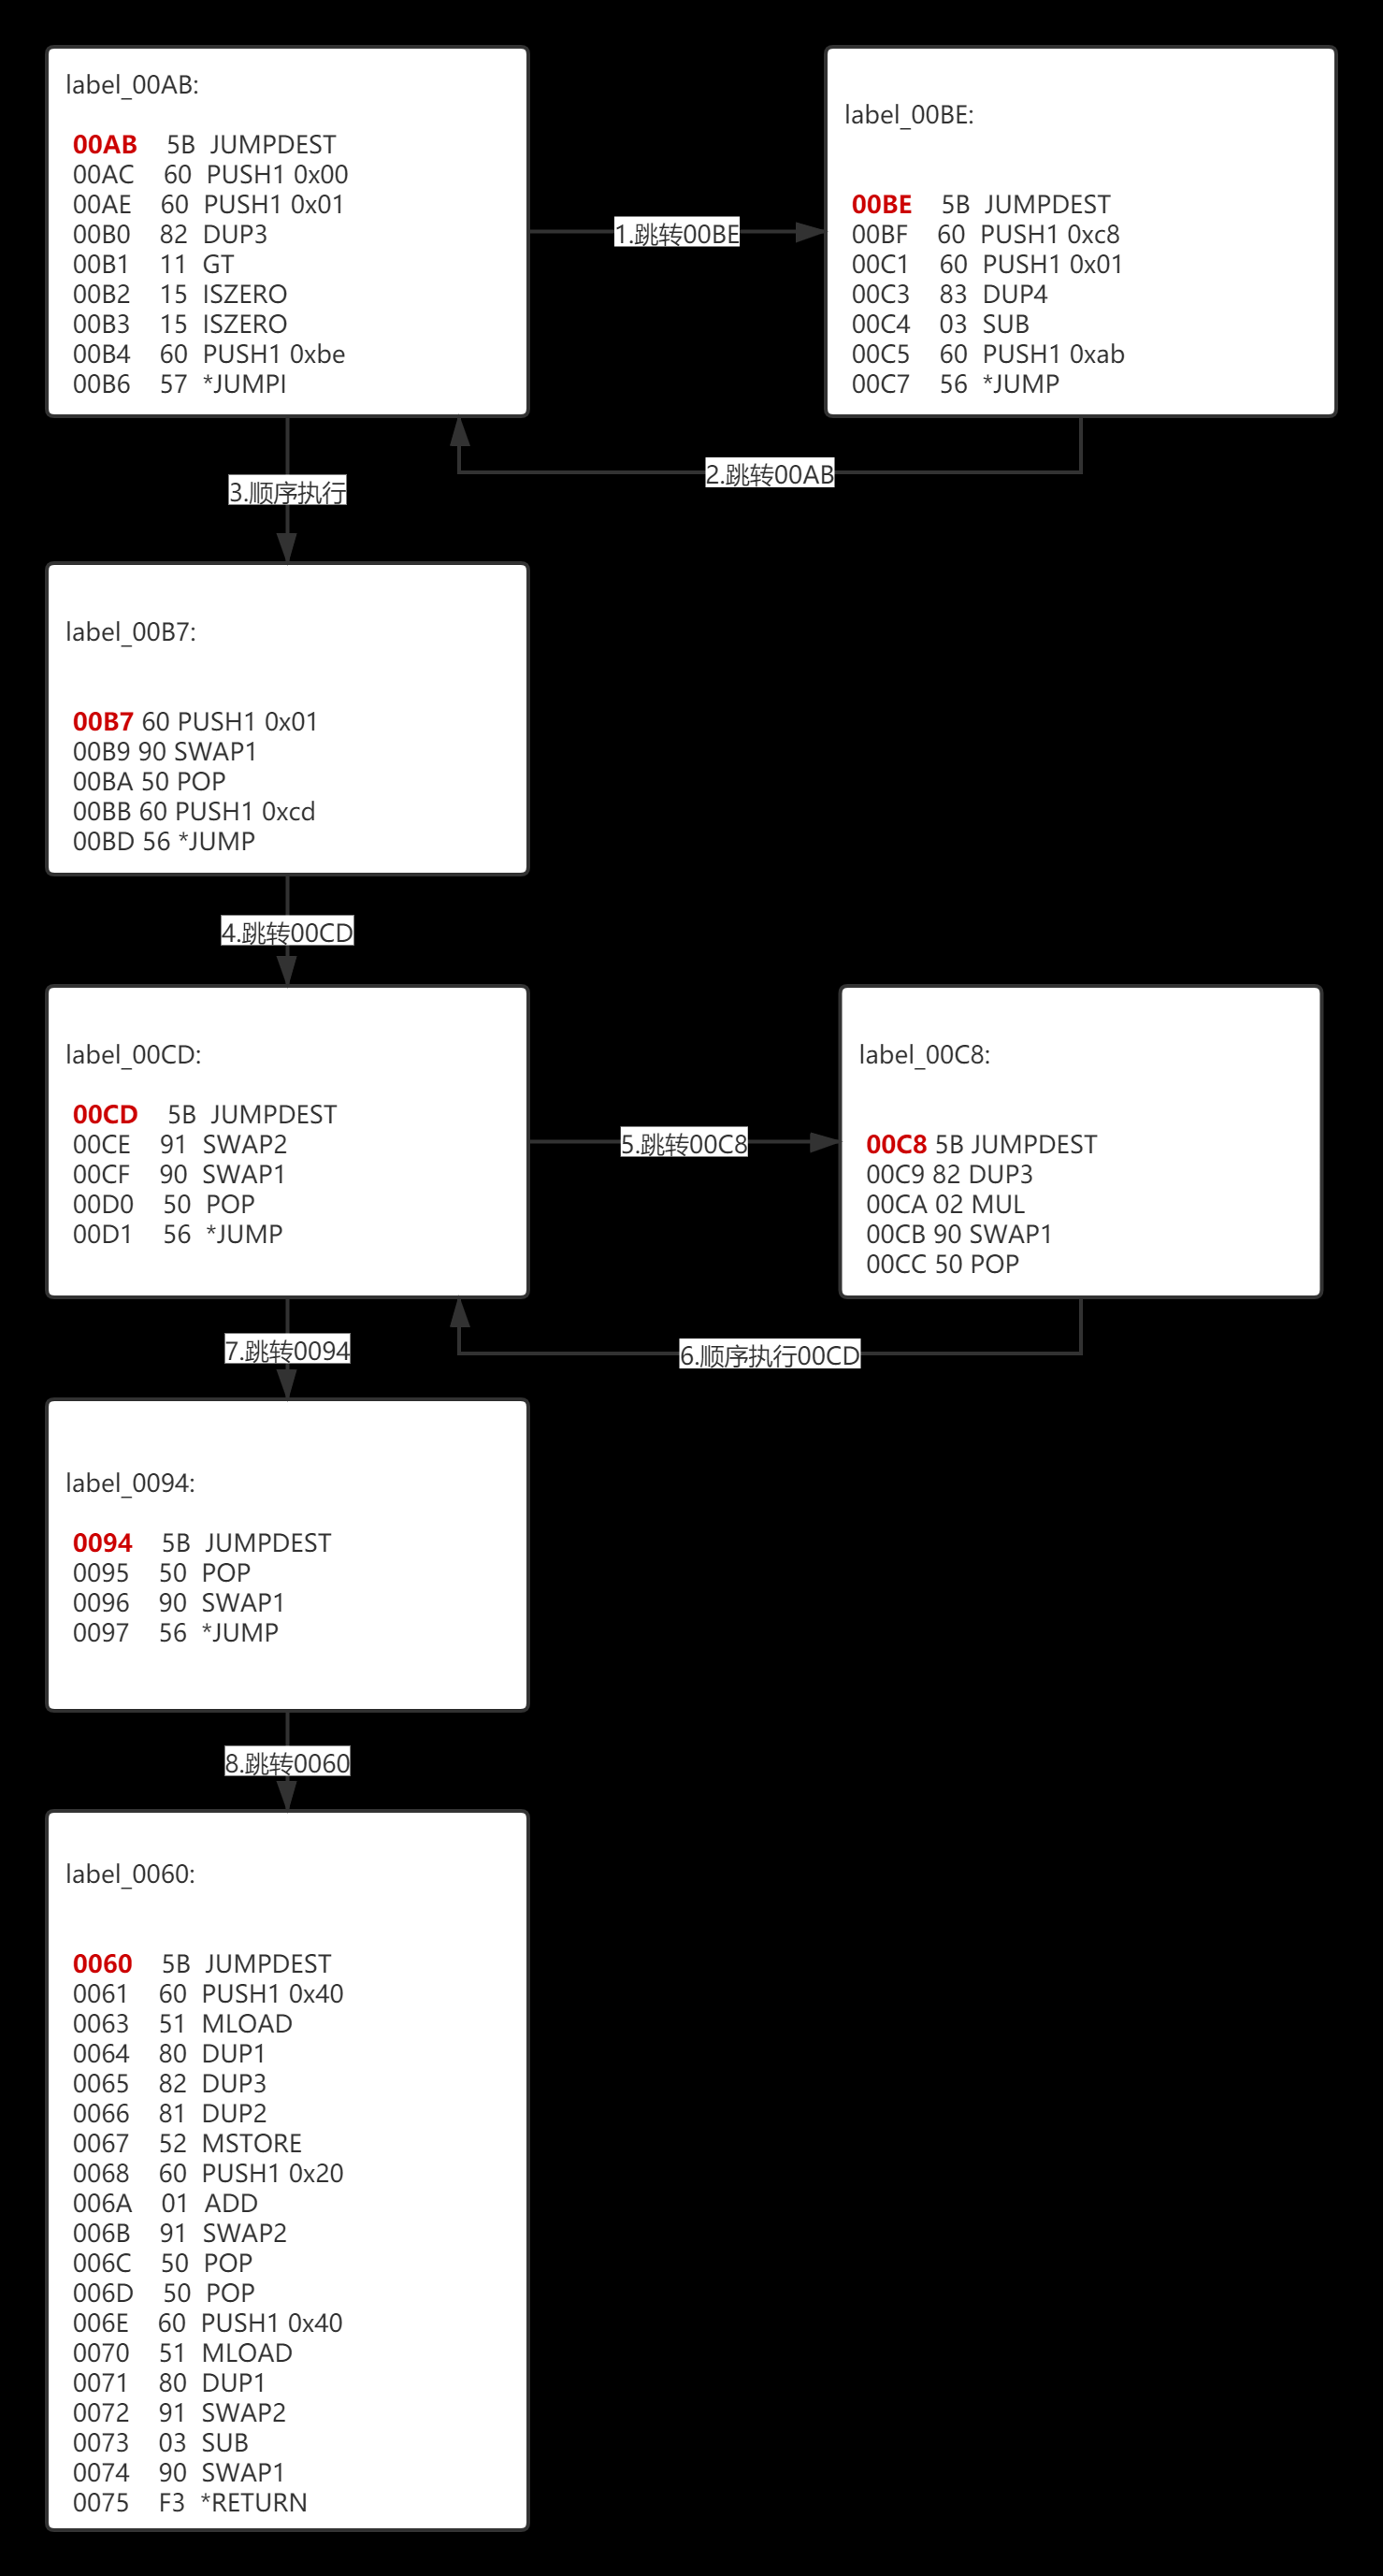 label_00AB:
00AB 5B JUMPDEST
00AC 60 PUSH1 0x00
00AE 60 PUSH1 0x01
00B0 82 DUP3
00B1 11 GT
00B2 15 ISZERO
00B3 15 ISZERO
00B4 60 PUSH1 0xbe
00B6 57 *JUMPI
1.跳转00BE
label_00BE:
00BE 5B JUMPDEST
00BF 60 PUSH1 0xc8
00C1 60 PUSH1 0x01
00C3 83 DUP4
00C4 03 SUB
00C5 60 PUSH1 0xab
00C7 56 *JUMP
2.跳转00AB
3.顺序执行
label_00B7:
00B7 60 PUSH1 0x01
00B9 90 SWAP1
00BA 50 POP
00BB 60 PUSH1 0xcd
00BD 56 *JUMP
4.跳转00CD
label_00CD:
00CD 5B JUMPDEST
00CE 91 SWAP2
00CF 90 SWAP1
00D0 50 POP
00D1 56 *JUMP
5.跳转00C8
label_00C8:
00C8 5B JUMPDEST
00C9 82 DUP3
00CA 02 MUL
00CB 90 SWAP1
00CC 50 POP
6.顺序执行00CD
7.跳转0094
label_0094:
0094 5B JUMPDEST
0095 50 POP
0096 90 SWAP1
0097 56 *JUMP
8.跳转0060
label_0060:
0060 5B JUMPDEST
0061 60 PUSH1 0x40
0063 51 MLOAD
0064 80 DUP1
0065 82 DUP3
0066 81 DUP2
0067 52 MSTORE
0068 60 PUSH1 0x20
006A 01 ADD
006B 91 SWAP2
006C 50 POP
006D 50 POP
006E 60 PUSH1 0x40
0070 51 MLOAD
0071 80 DUP1
0072 91 SWAP2
0073 03 SUB
0074 90 SWAP1
0075 F3 *RETURN